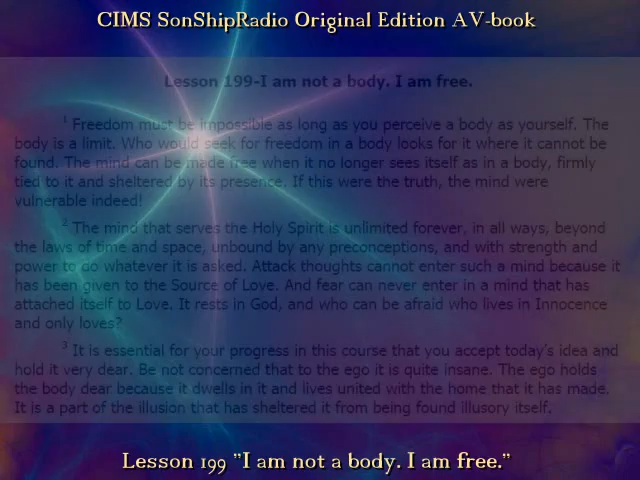 CIMS SonShipRadio Original Edition AV-book
Lesson 199-I am not a body. I am free.
1 Freedom must be impossible as long as you perceive a body as yourself. The
body is a limit. Who would seek for freedom in a body looks for it where it cannot be
found. The mind can be made free when it no longer sees itself as in a body, firmly
tied to it and sheltered by its presence. If this were the truth, the mind were
vulnerable indeed!
2 The mind that serves the Holy Spirit is unlimited forever, in all ways, beyond
the laws of time and space, unbound by any preconceptions, and with strength and
power to do whatever it is asked. Attack thoughts cannot enter such a mind because it
has been given to the Source of Love. And fear can never enter in a mind that has
attached itself to Love. It rests in God, and who can be afraid who lives in Innocence
and only loves?
3 It is essential for your progress in this course that you accept today's idea and
hold it very dear. Be not concerned that to the ego it is quite insane. The ego holds
the body dear because it dwells in it and lives united with the home that it has made.
It is a part of the illusion that has sheltered it from being found illusory itself.
Lesson 199 "I am not a body. I am free."